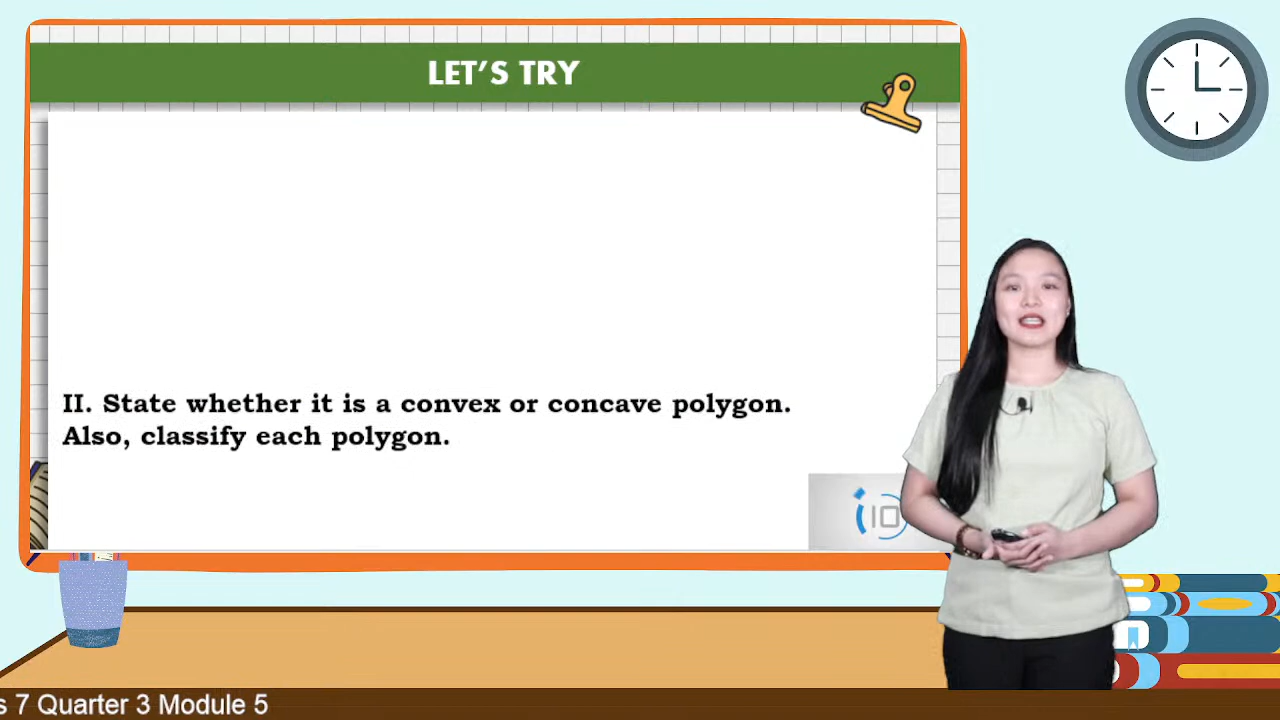 LET'S TRY
II. State whether it is a convex or concave polygon.
Also, classify each polygon.
10
s 7 Quarter 3 Module 5